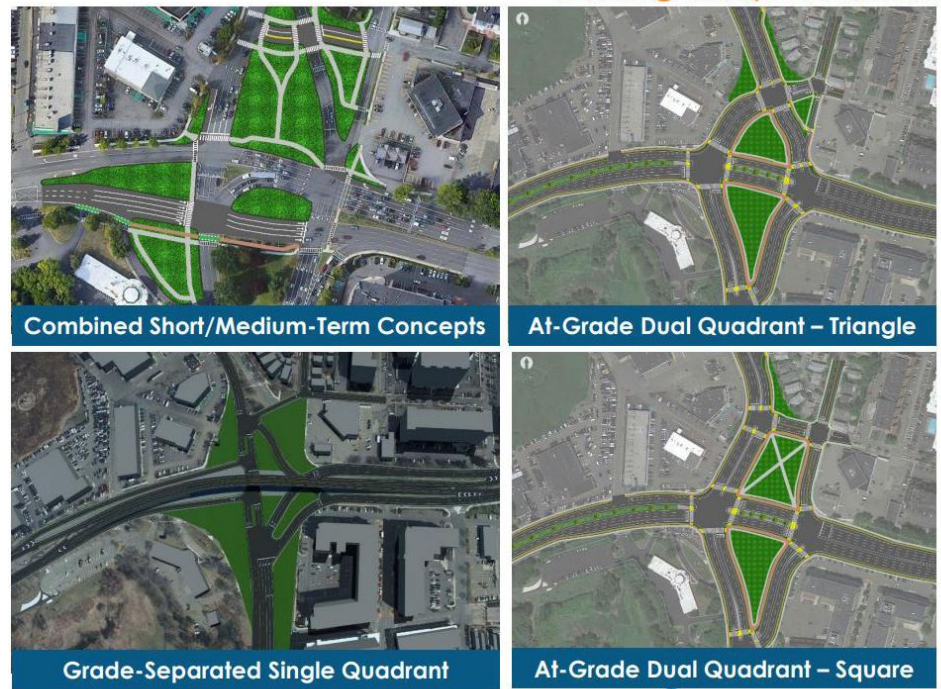 Combined Short/Medium-Term Concepts
At-Grade Dual Quadrant – Triangle
Grade-Separated Single Quadrant
At-Grade Dual Quadrant – Square